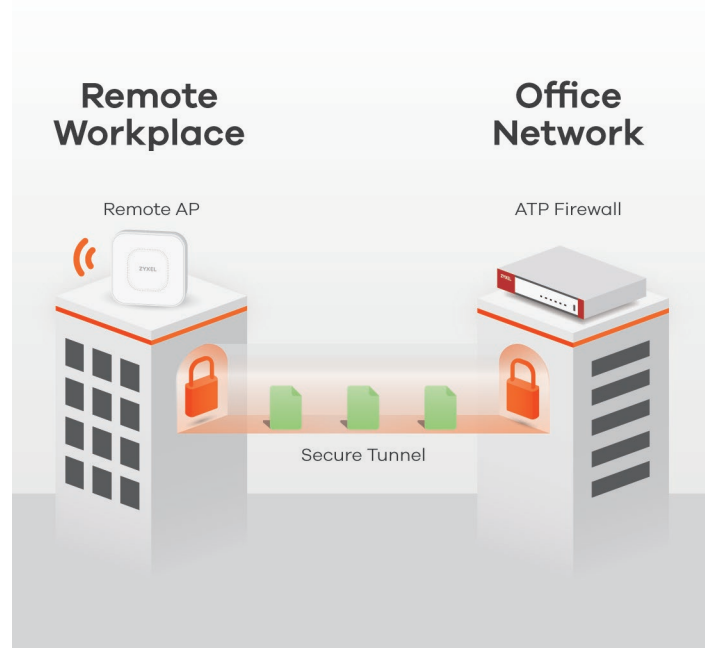 Remote
Workplace
Office
Network
Remote AP
ATP Firewall
ZYXEL
Secure Tunnel